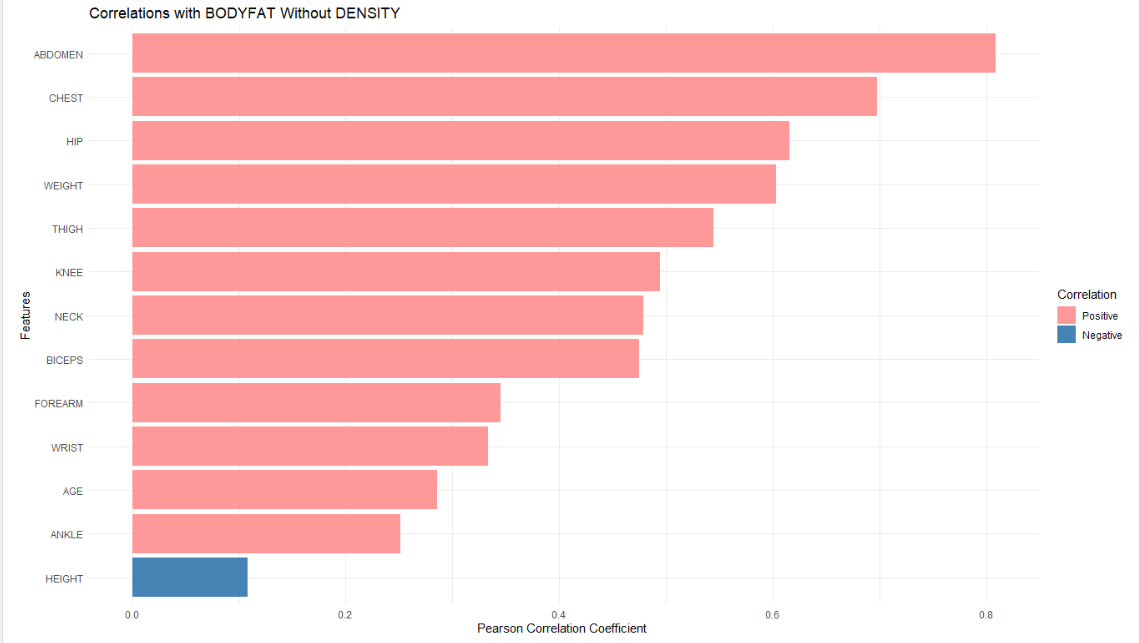 Correlations with BODYFAT Without DENSITY
Features
ABDOMEN
CHEST
HIP
WEIGHT
THIGH
KNEE
NECK
BICEPS
FOREARM
WRIST
AGE
ANKLE
HEIGHT
0.0 0.2 0.4 0.6 0.8
Pearson Correlation Coefficient
Correlation
Positive
Negative